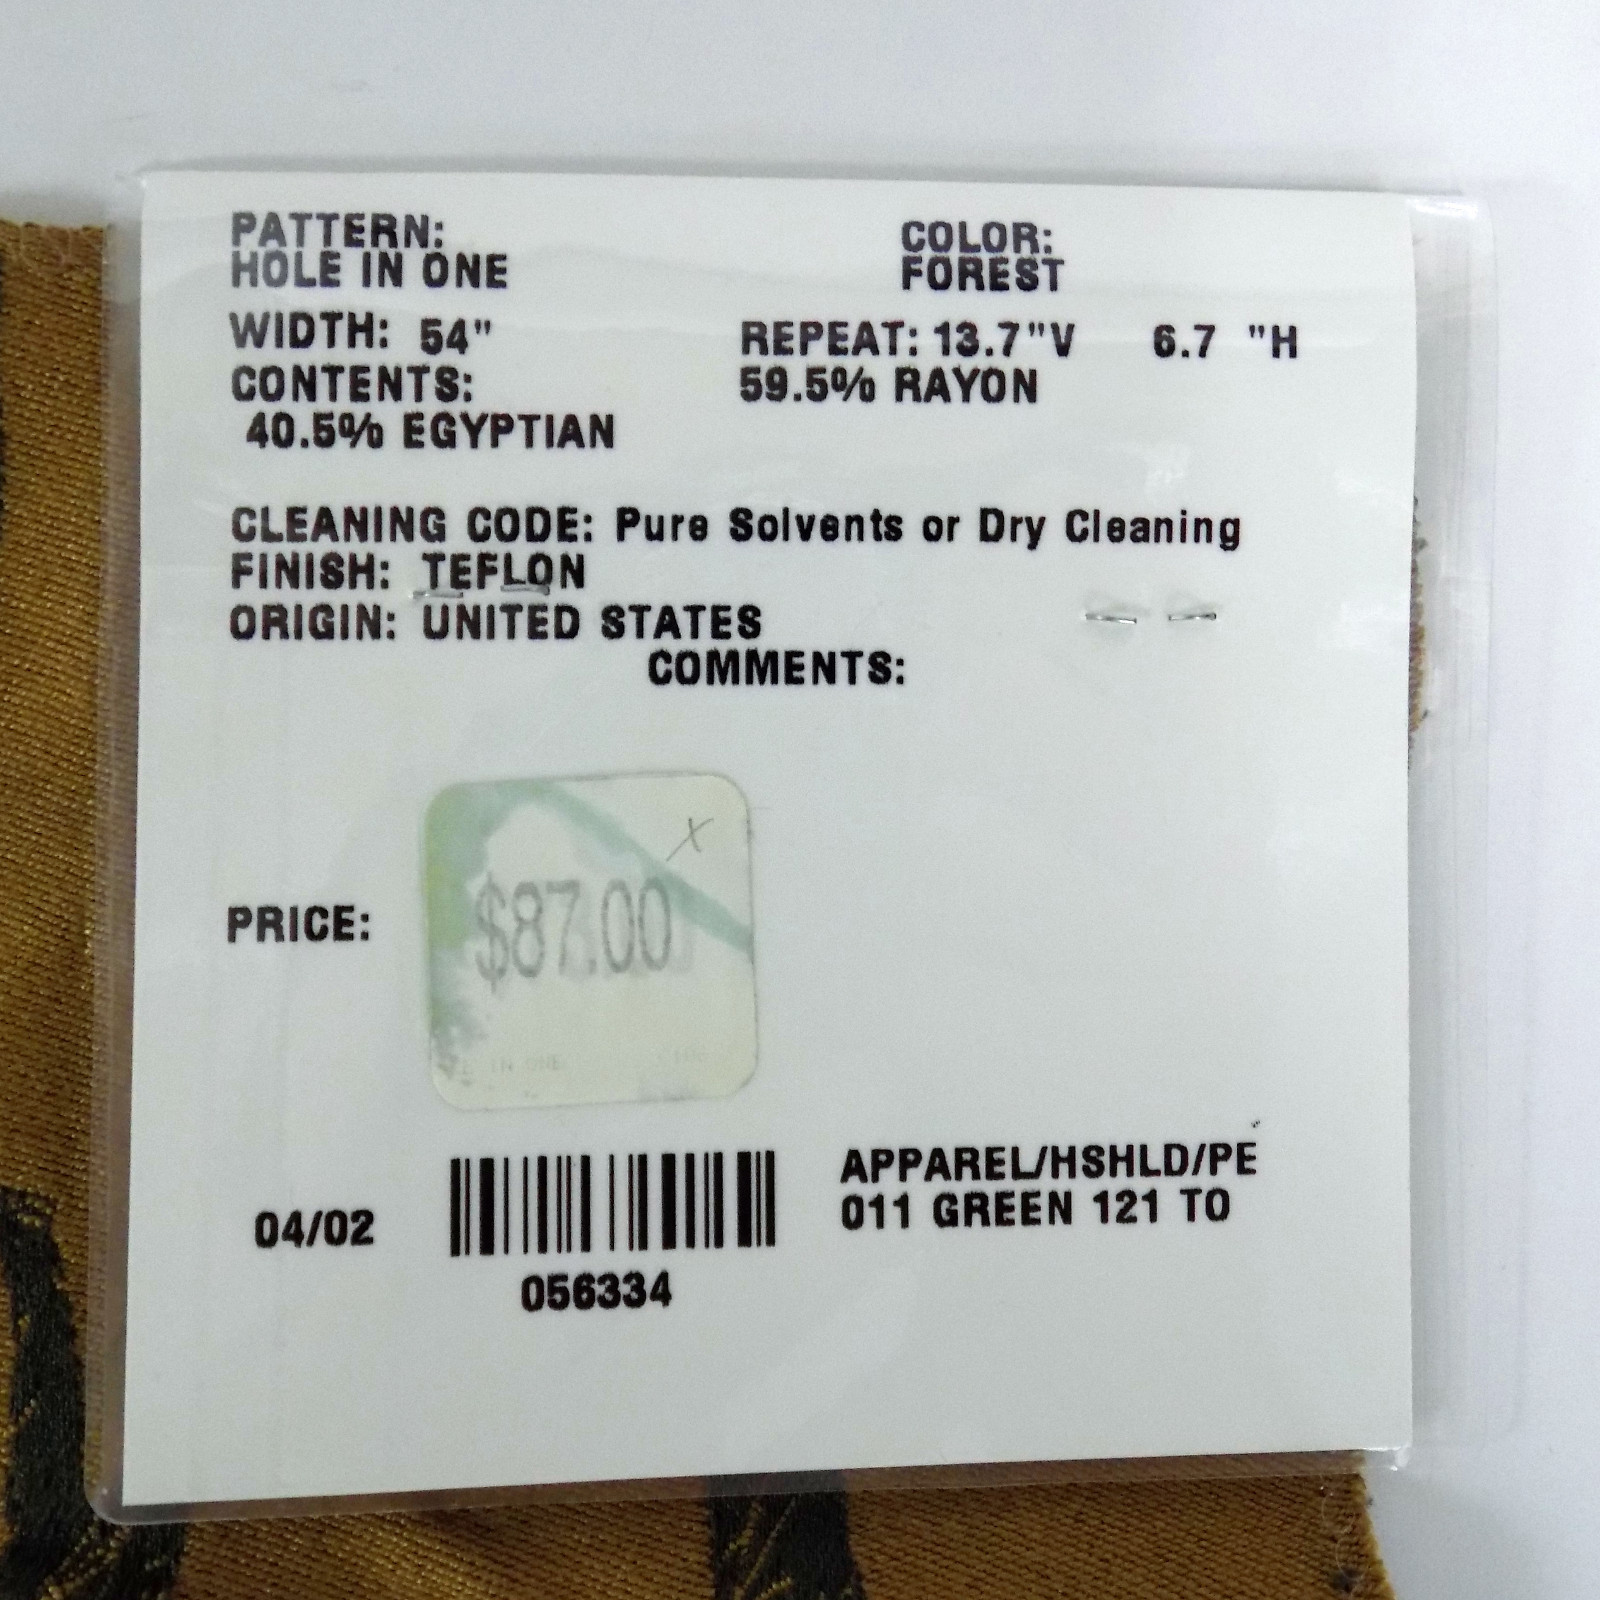 PATTERN: COLOR:
HOLE IN ONE FOREST
WIDTH: 54" REPEAT: 13.7"V 6.7 "H
CONTENTS: 59.5% RAYON
40.5% EGYPTIAN
CLEANING CODE: Pure Solvents or Dry Cleaning
FINISH: TEFLON
ORIGIN: UNITED STATES
COMMENTS:
X
PRICE: $87.00
IN ONE
APPAREL/HSHLD/PE
04/02 011 GREEN 121 TO
056334